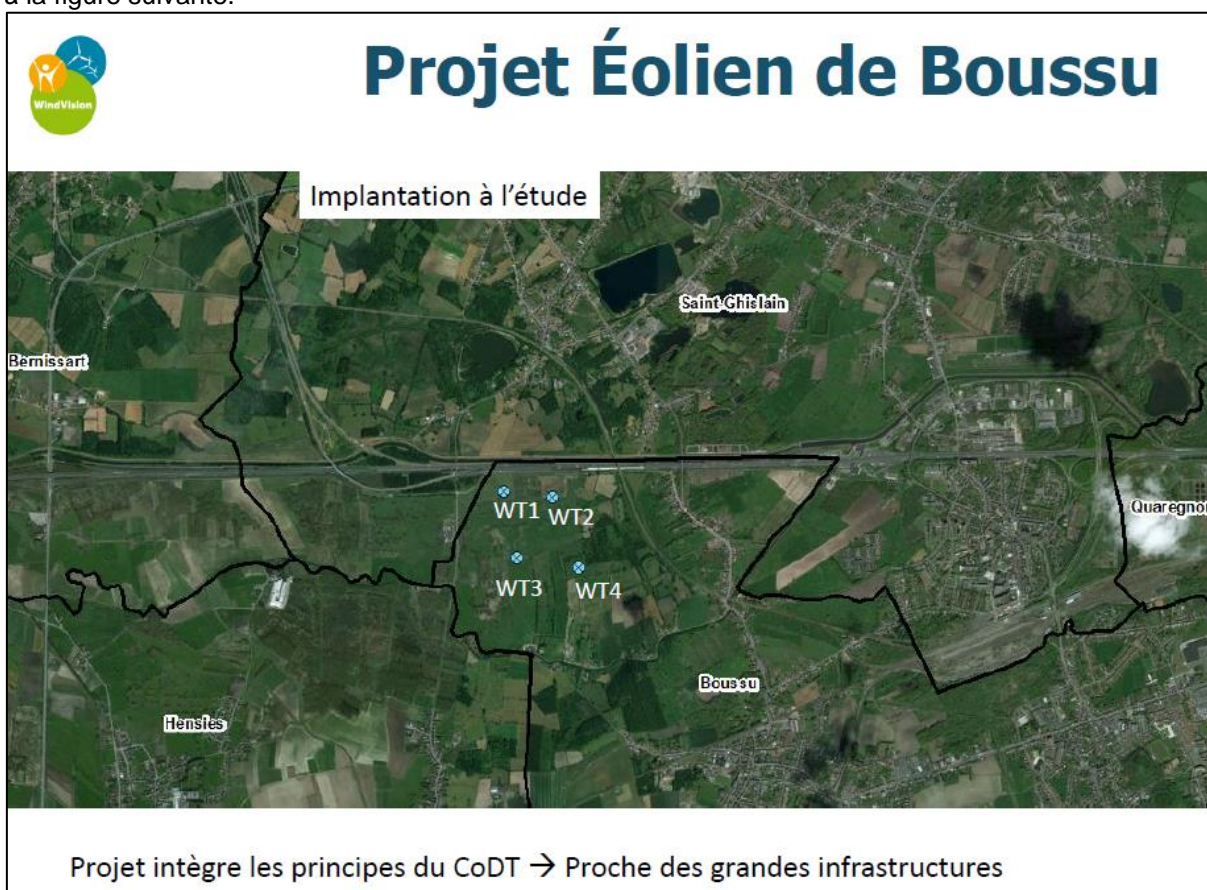 à la figure suivante.
WindVision
Projet Éolien de Boussu
Implantation à l'étude
Saint-Ghislain
Bernissart
WT1
WT2
Quaregnon
WT3
WT4
Boussu
Hensies
Projet intègre les principes du CoDT → Proche des grandes infrastructures